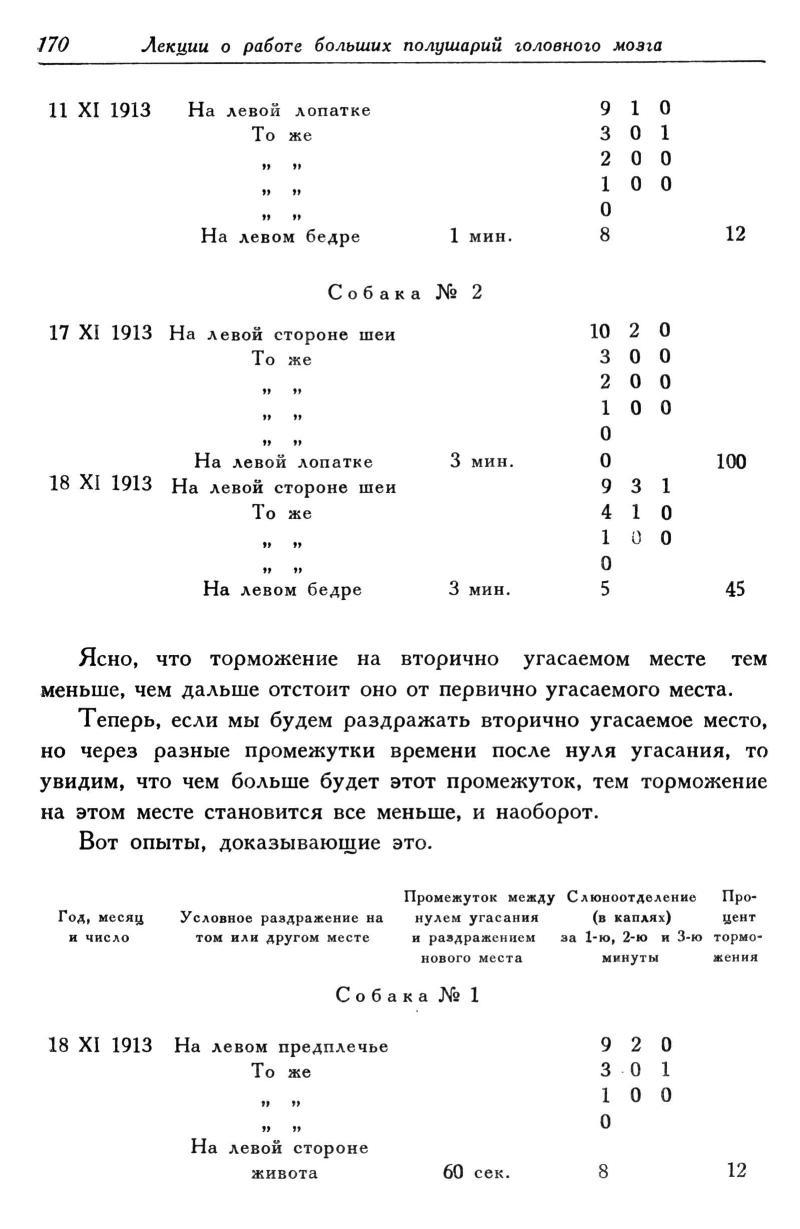 170 Лекции о работе больших полушарий головного мозга
11 XI 1913 На левой лопатке 9 1 0
То же 3 0 1
„ „ 2 0 0
„ „ 1 0 0
„ „ 0
На левом бедре 1 мин. 8 12
Собака № 2
17 XI 1913 На левой стороне шеи 10 2 0
То же 3 0 0
„ „ 2 0 0
„ „ 1 0 0
„ „ 0
На левой лопатке 3 мин. 0 100
18 XI 1913 На левой стороне шеи 9 3 1
То же 4 1 0
„ „ 1 0 0
„ „ 0
На левом бедре 3 мин. 5 45
Ясно, что торможение на вторично угасаемом месте тем
меньше, чем дальше отстоит оно от первично угасаемого места.
Теперь, если мы будем раздражать вторично угасаемое место,
но через разные промежутки времени после нуля угасания, то
увидим, что чем больше будет этот промежуток, тем торможение
на этом месте становится все меньше, и наоборот.
Вот опыты, доказывающие это.
Промежуток между Слюноотделение Про-
Год, месяц Условное раздражение на нулем угасания (в каплях) цент
и число том или другом месте и раздражением за 1-ю, 2-ю и 3-ю тормо-
нового места минуты жения
Собака № 1
18 XI 1913 На левом предплечье 9 2 0
То же 3 0 1
„ „ 1 0 0
„ „ 0
На левой стороне
живота 60 сек. 8 12